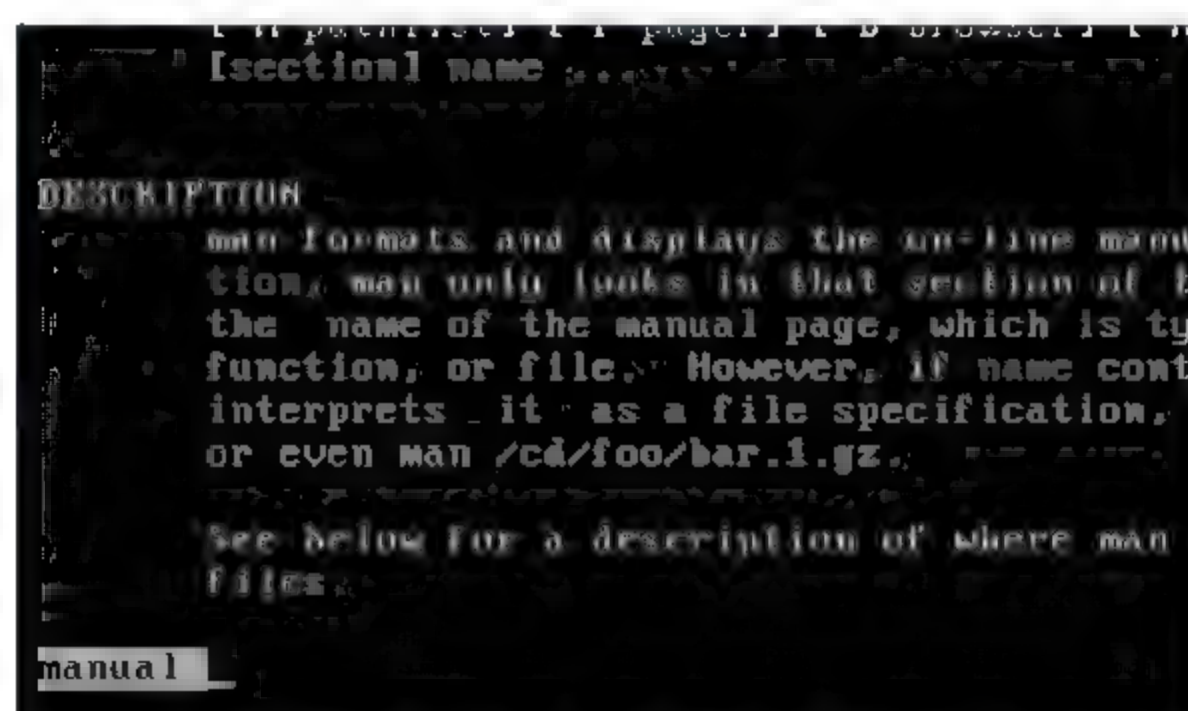 [section] name
DESCRIPTION
man formats and displays the on-line manu
tion, man only looks in that section of t
the name of the manual page, which is ty
function, or file. However, if name cont
interprets it as a file specification,
or even man /cd/foo/bar.1.gz.
See below for a description of where man
files.
manual